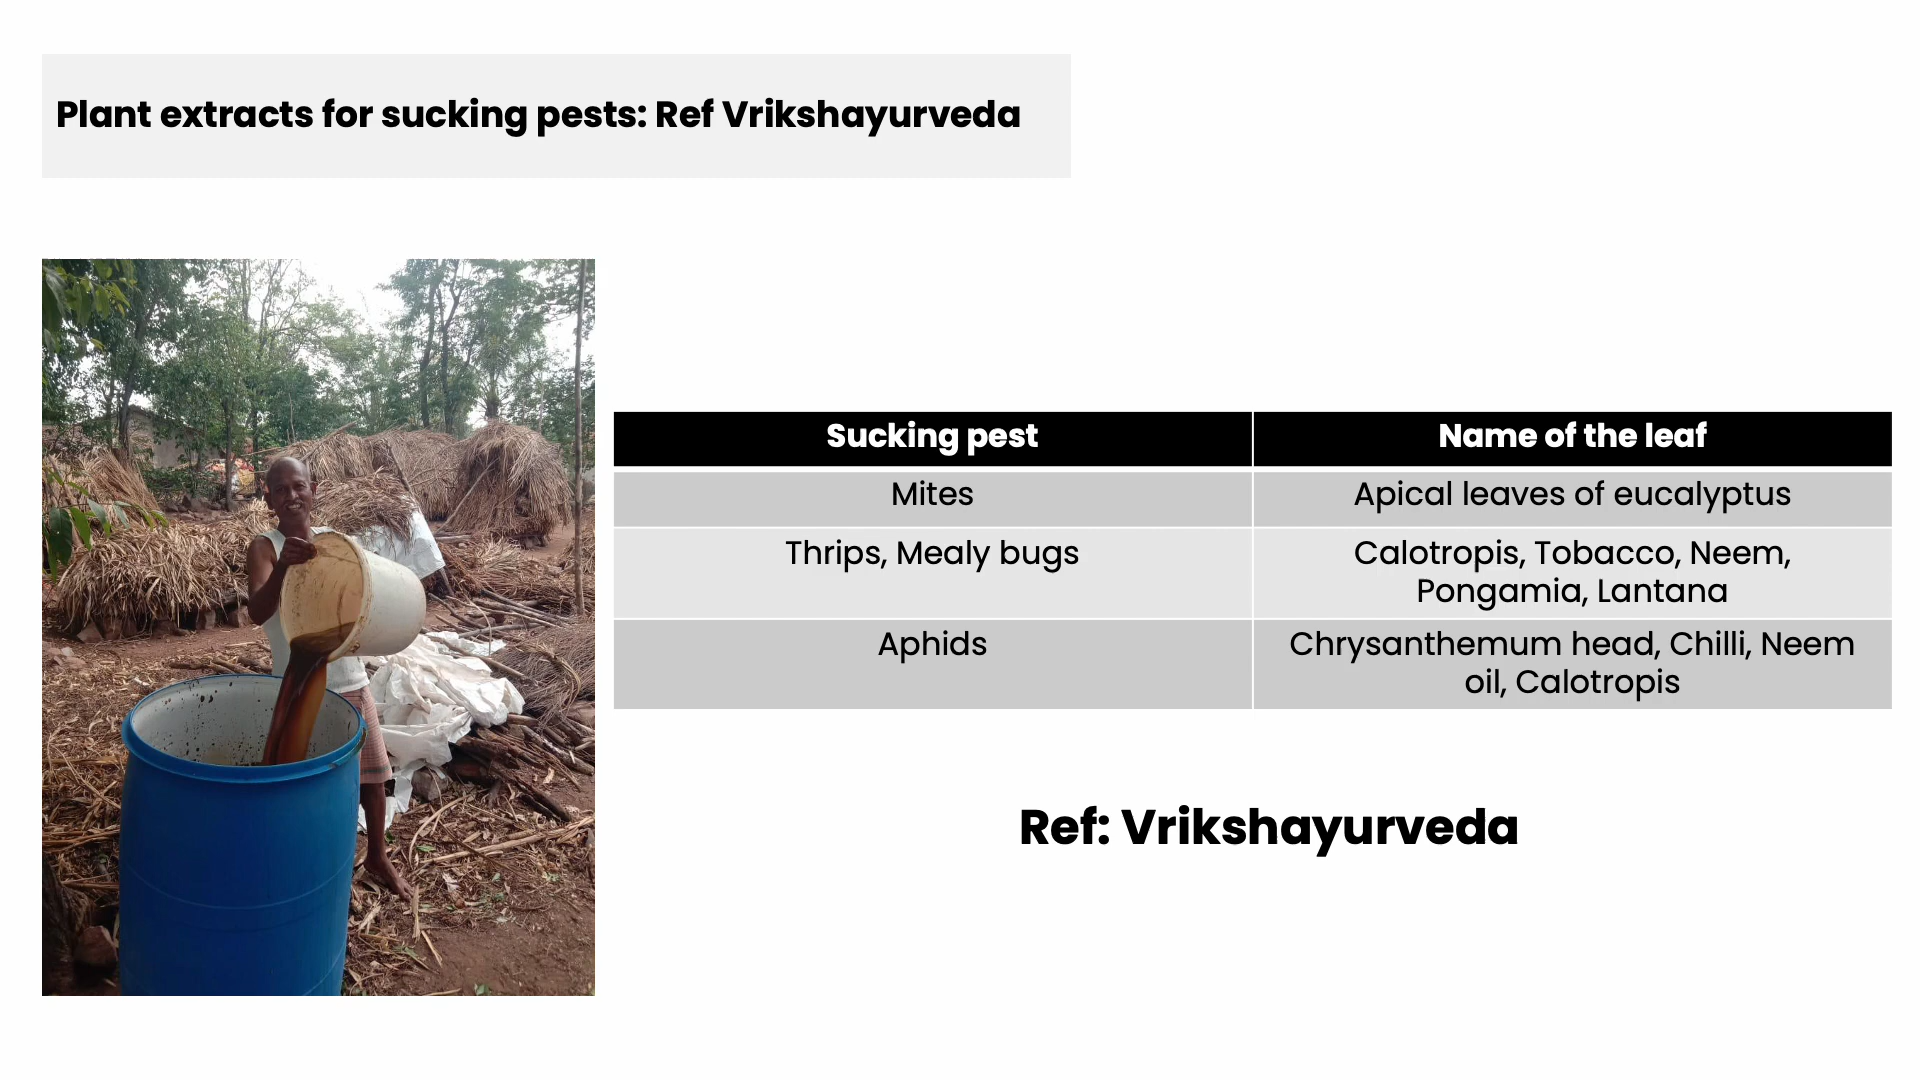 Plant extracts for sucking pests: Ref Vrikshayurveda
Sucking pest
Name of the leaf
Mites
Apical leaves of eucalyptus
Thrips, Mealy bugs
Calotropis, Tobacco, Neem,
Pongamia, Lantana
Aphids
Chrysanthemum head, Chilli, Neem
oil, Calotropis
Ref: Vrikshayurveda